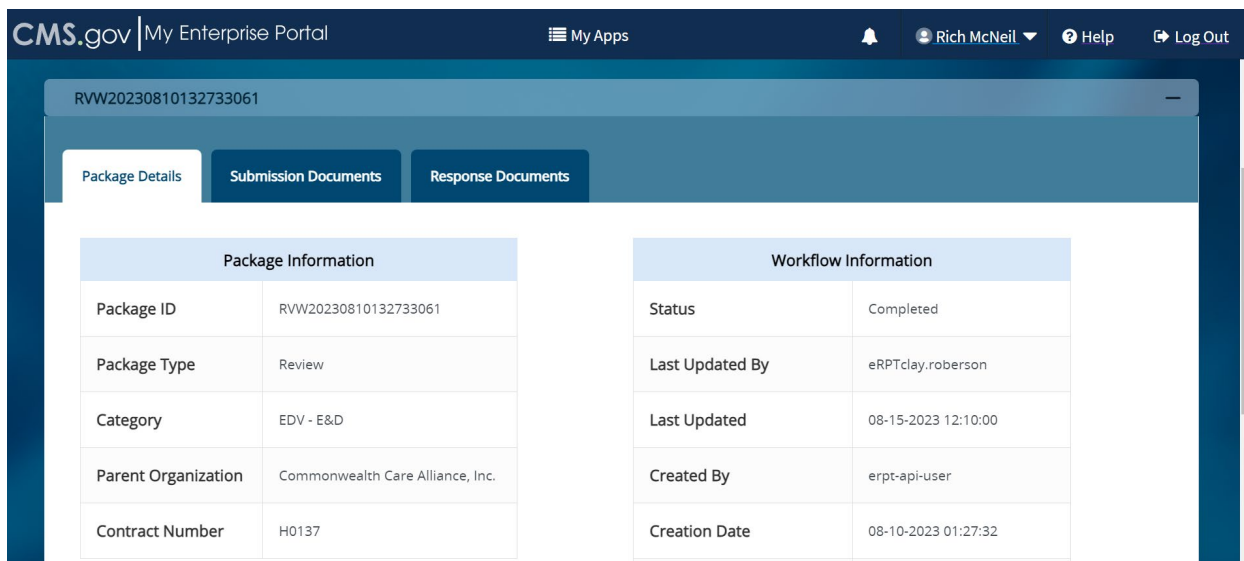 CMS.gov My Enterprise Portal
My Apps
Rich McNeil
Help
Log Out
RVW20230810132733061
Package Details
Submission Documents
Response Documents
Package Information
Package ID RVW20230810132733061
Package Type Review
Category EDV - E&D
Parent Organization Commonwealth Care Alliance, Inc.
Contract Number H0137
Workflow Information
Status Completed
Last Updated By eRPTclay.roberson
Last Updated 08-15-2023 12:10:00
Created By erpt-api-user
Creation Date 08-10-2023 01:27:32